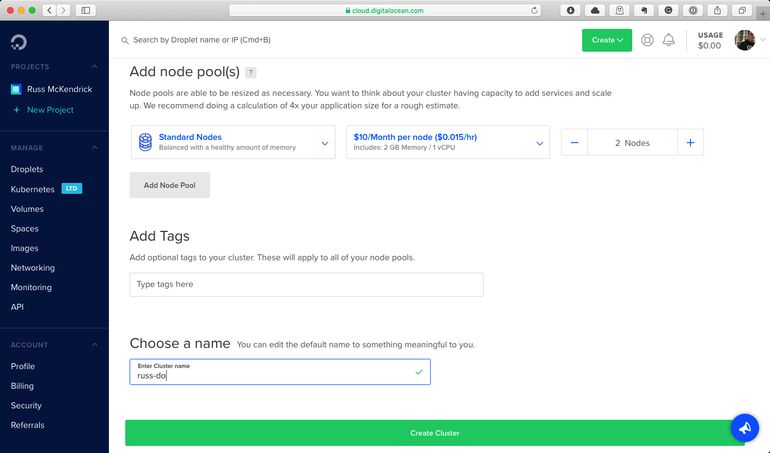 cloud.digitalocean.com
Search by Droplet name or IP (Cmd+B)
Create
USAGE
$0.00
PROJECTS
Russ McKendrick
+ New Project
MANAGE
Droplets
Kubernetes LTD
Volumes
Spaces
Images
Networking
Monitoring
API
ACCOUNT
Profile
Billing
Security
Referrals
Add node pool(s) ?
Node pools are able to be resized as necessary. You want to think about your cluster having capacity to add services and scale
up. We recommend doing a calculation of 4x your application size for a rough estimate.
Standard Nodes
Balanced with a healthy amount of memory
$10/Month per node ($0.015/hr)
Includes: 2 GB Memory / 1 vCPU
− 2 Nodes +
Add Node Pool
Add Tags
Add optional tags to your cluster. These will apply to all of your node pools.
Type tags here
Choose a name You can edit the default name to something meaningful to you.
Enter Cluster name
russ-do
Create Cluster